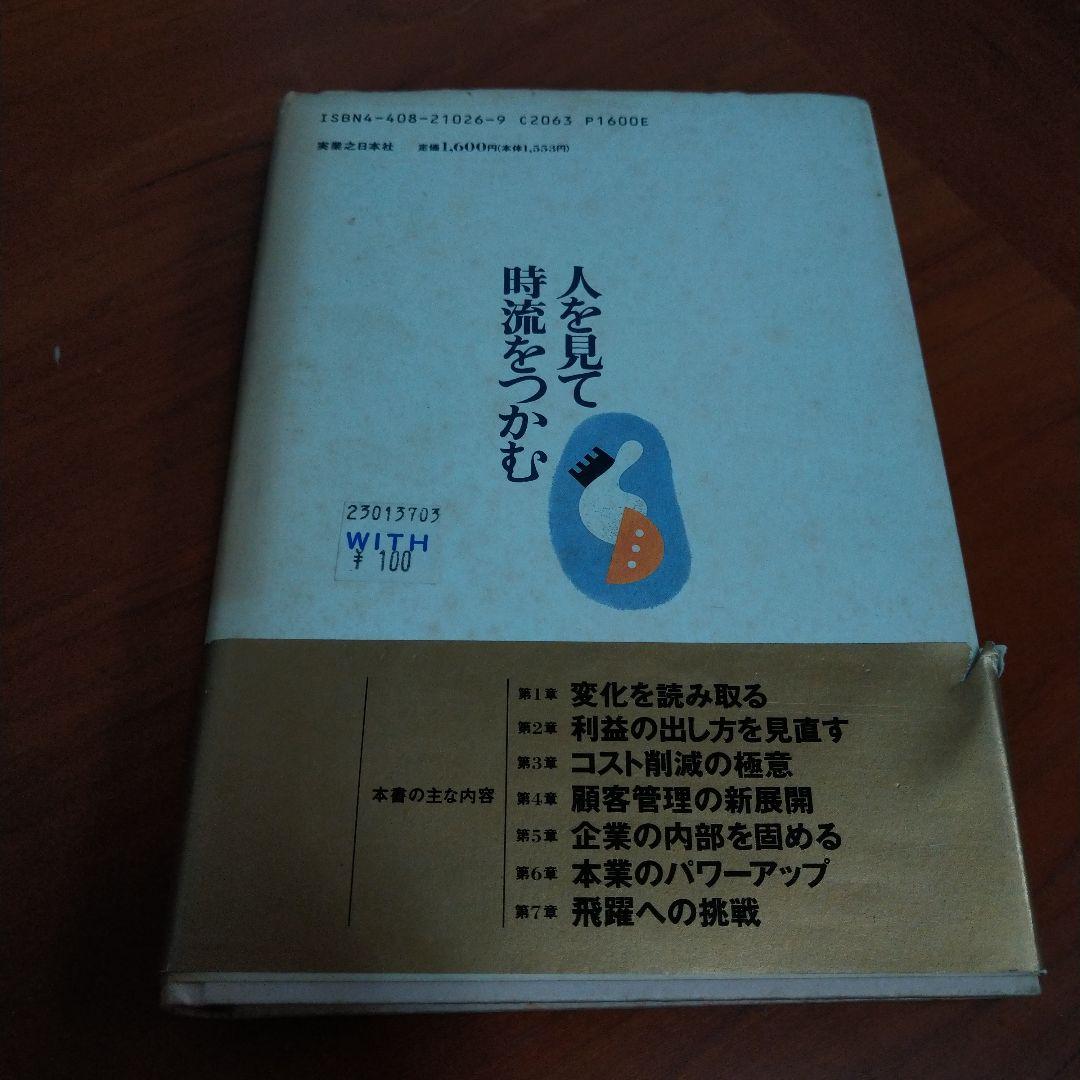 ISBN4-408-21026-9 C2063 P1600E
実業之日本社 定価1,600円(本体1,553円)
人を見て
時流をつかむ
23013703
WITH
¥ 100
本書の主な内容
第1章 変化を読み取る
第2章 利益の出し方を見直す
第3章 コスト削減の極意
第4章 顧客管理の新展開
第5章 企業の内部を固める
第6章 本業のパワーアップ
第7章 飛躍への挑戦